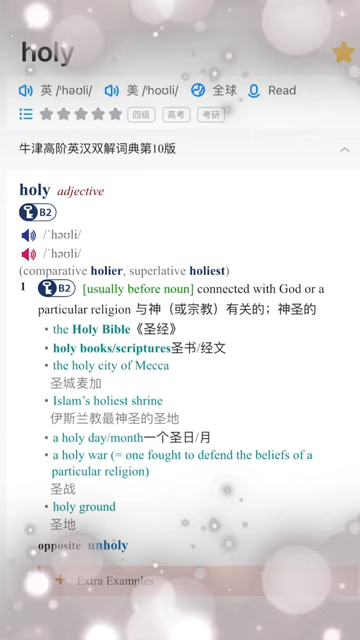 holy
英 /ˈhəʊli/ 美 /ˈhoʊli/ 全球 Read
四级 高考 考研
牛津高阶英汉双解词典第10版
holy adjective
B2
/ˈhəʊli/
/ˈhəʊli/
(comparative holier, superlative holiest)
1 B2 [usually before noun] connected with God or a
particular religion 与神（或宗教）有关的；神圣的
• the Holy Bible《圣经》
• holy books/scriptures圣书/经文
• the holy city of Mecca
圣城麦加
• Islam's holiest shrine
伊斯兰教最神圣的圣地
• a holy day/month一个圣日/月
• a holy war (= one fought to defend the beliefs of a
particular religion)
圣战
• holy ground
圣地
opposite unholy
+ Extra Examples